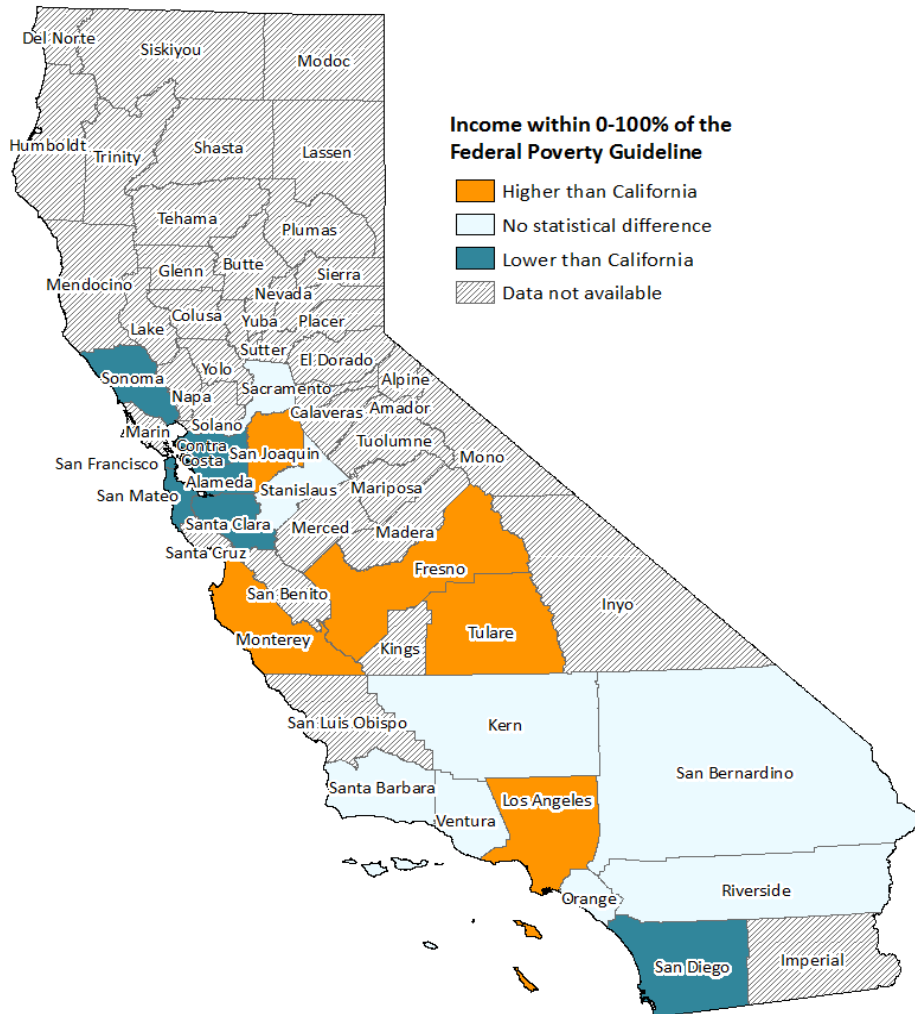 Del Norte
Siskiyou
Modoc
Income within 0-100% of the
Federal Poverty Guideline
Higher than California
No statistical difference
Lower than California
Data not available
Humboldt
Trinity
Shasta
Lassen
Tehama
Plumas
Mendocino
Glenn
Butte
Sierra
Nevada
Lake
Colusa
Yuba
Placer
Sutter
El Dorado
Sonoma
Yolo
Napa
Sacramento
Alpine
Calaveras
Amador
Solano
Marin
Tuolumne
Contra
Costa
San Joaquin
Mono
San Francisco
Alameda
Stanislaus
Mariposa
San Mateo
Santa Clara
Merced
Madera
Santa Cruz
Fresno
San Benito
Inyo
Monterey
Kings
Tulare
San Luis Obispo
Kern
San Bernardino
Santa Barbara
Los Angeles
Ventura
Orange
Riverside
San Diego
Imperial